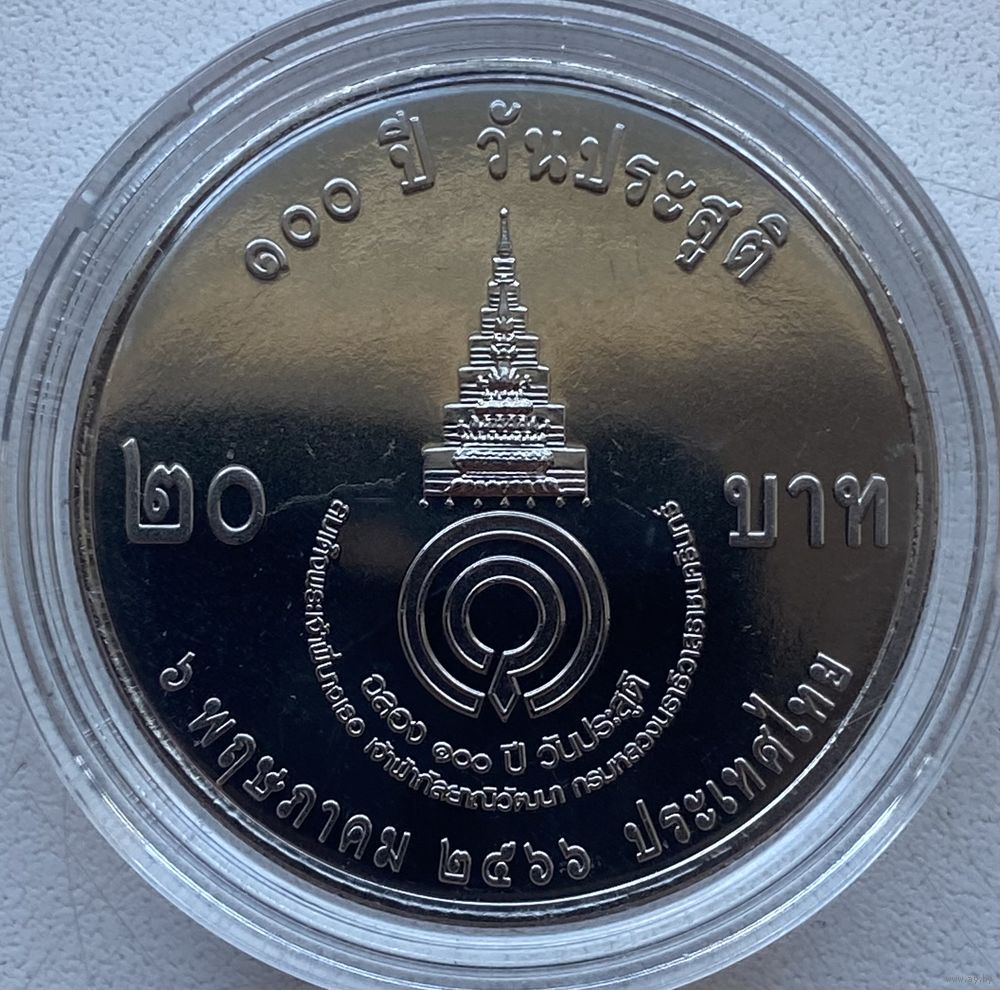 ๑๐๐ ปี วันประสูติ
๒๐ บาท
สมเด็จพระเจ้าพี่นางเธอ เจ้าฟ้ากัลยาณิวัฒนา กรมหลวงนราธิวาสราชนครินทร์
ฉลอง ๑๐๐ ปี วันประสูติ
๖ พฤษภาคม ๒๕๖๖ ประเทศไทย
www.ay.by